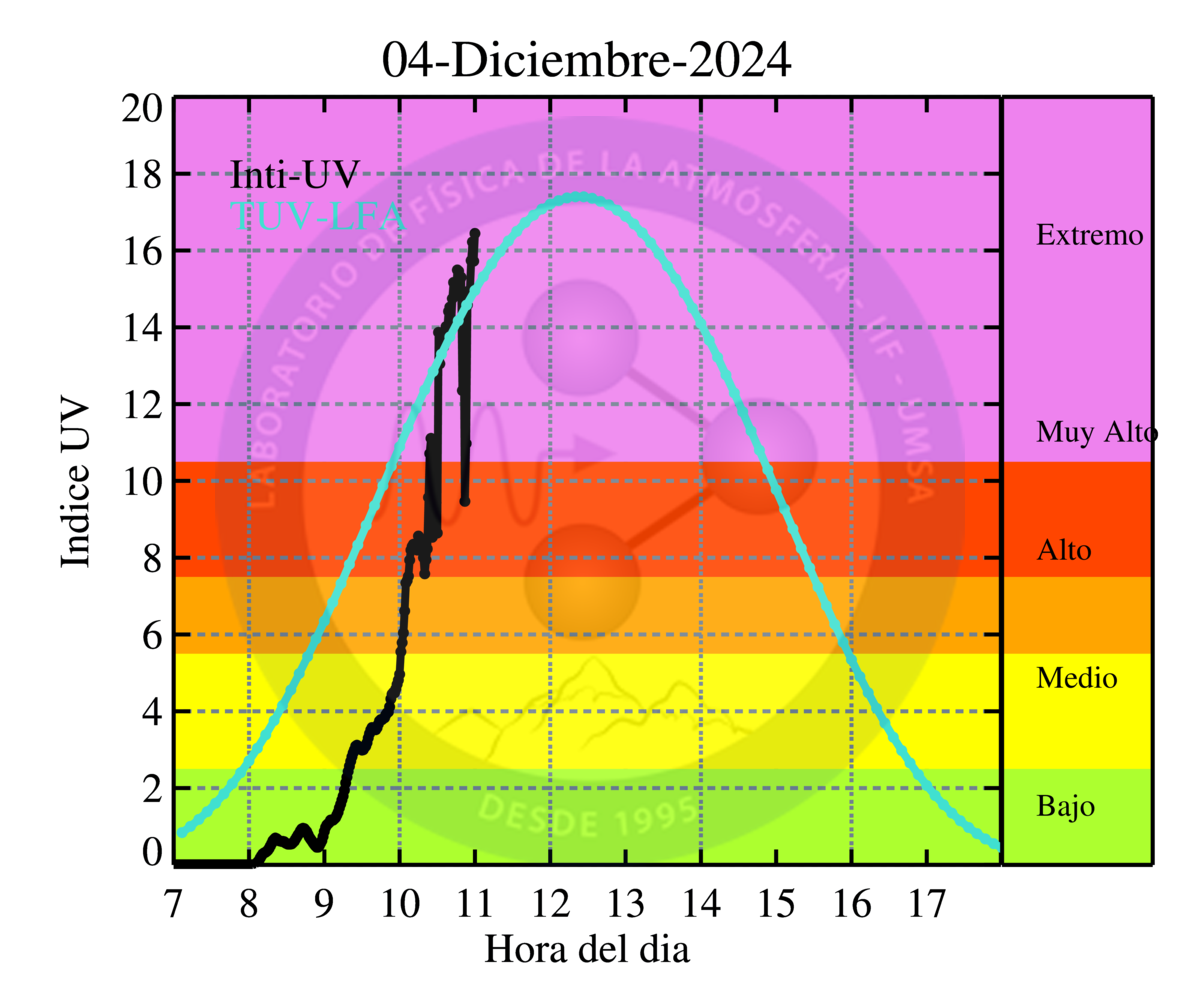 04-Diciembre-2024
20
18
16
14
12
10
8
6
4
2
0
Indice UV
Inti-UV
TUV-LFA
LABORATORIO DE FÍSICA DE LA ATMÓSFERA - IIF - UMSA
DESDE 1995
Extremo
Muy Alto
Alto
Medio
Bajo
7 8 9 10 11 12 13 14 15 16 17
Hora del dia